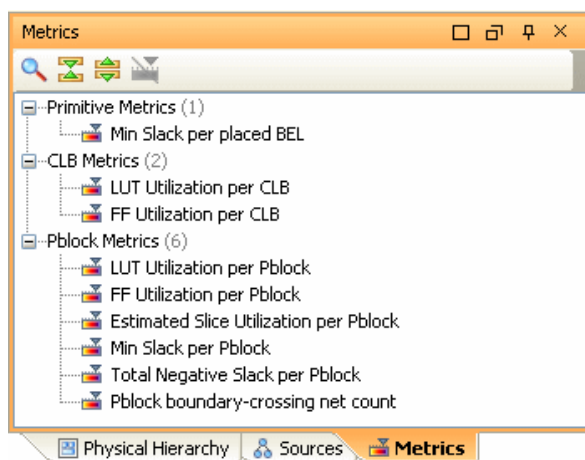 Metrics
Primitive Metrics (1)
Min Slack per placed BEL
CLB Metrics (2)
LUT Utilization per CLB
FF Utilization per CLB
Pblock Metrics (6)
LUT Utilization per Pblock
FF Utilization per Pblock
Estimated Slice Utilization per Pblock
Min Slack per Pblock
Total Negative Slack per Pblock
Pblock boundary-crossing net count
Physical Hierarchy Sources Metrics